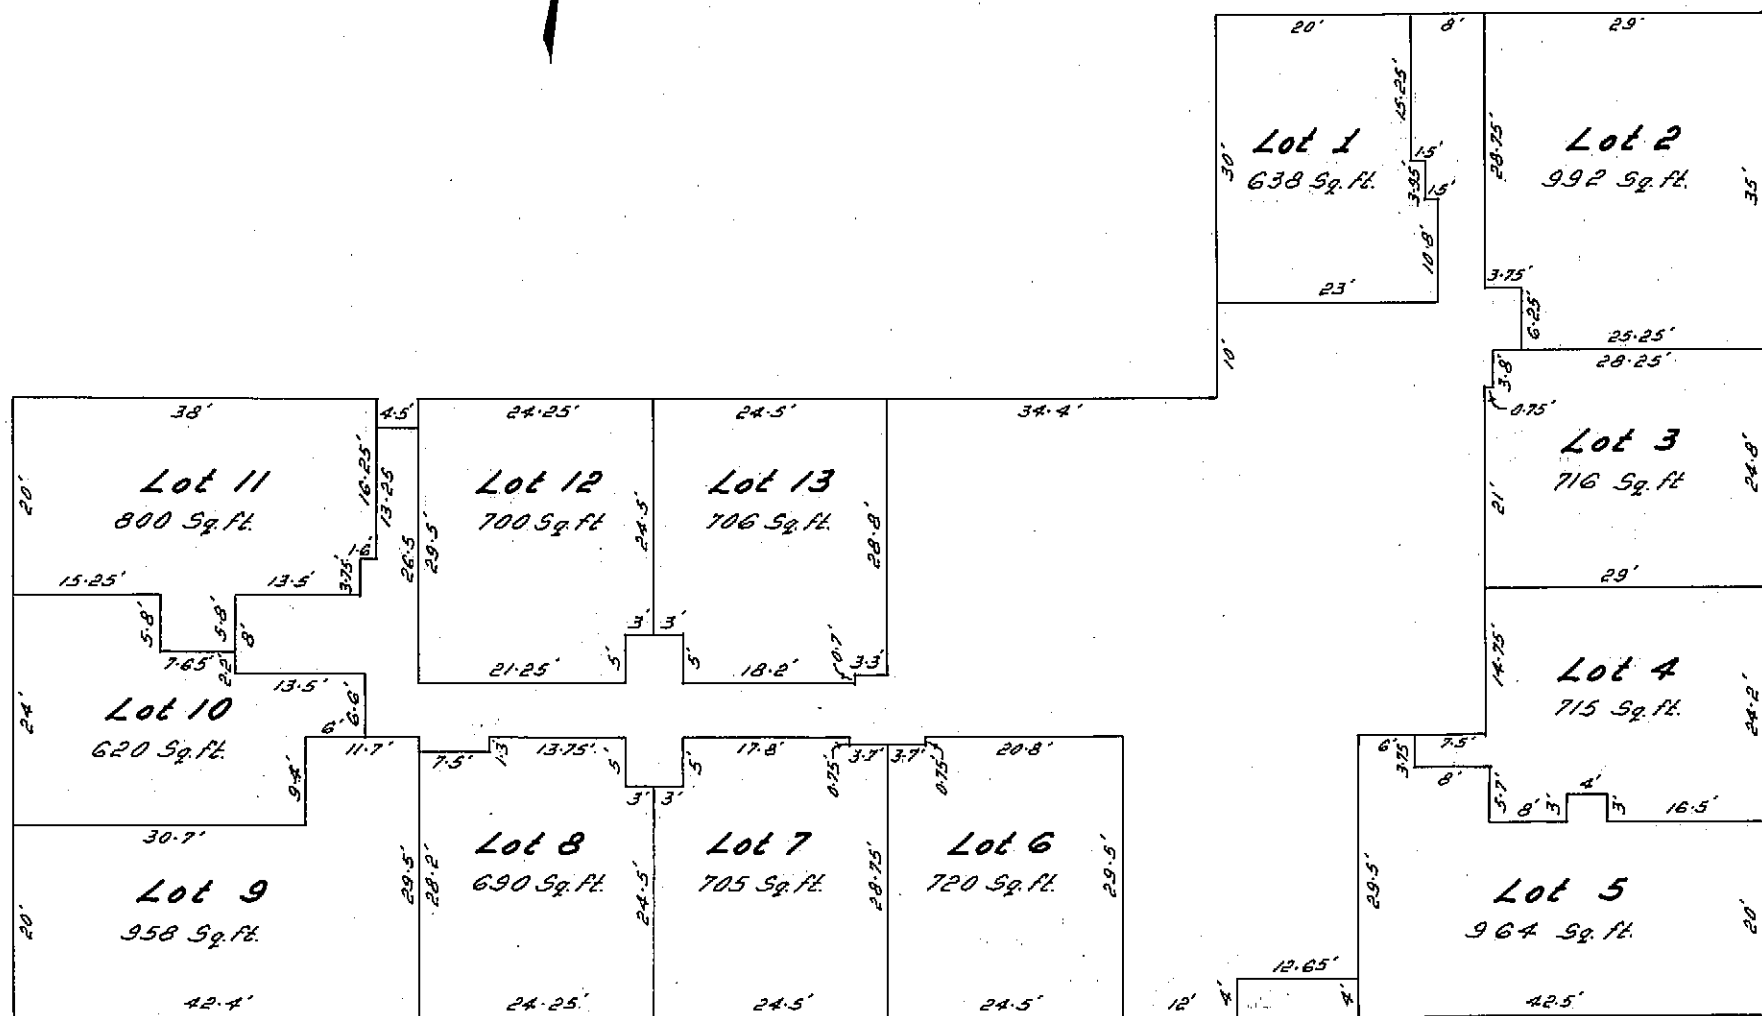 20' 8' 29'
15.25'
Lot 1
638 Sq.ft.
30'
1.5'
3.95'
1.5'
10.8'
23'
10'
28.75'
Lot 2
992 Sq.ft.
35'
3.75'
6.25'
25.25'
28.25'
3.8'
0.75'
Lot 3
716 Sq.ft
24.8'
21'
29'
38' 4.5' 24.25' 24.5' 34.4'
Lot 11
800 Sq.ft.
20'
16.25'
13.25
1.6'
3.75'
15.25' 13.5'
5.8' 5.8' 8'
7.65' 2.2'
26.5
29.5'
Lot 12
700 Sq.ft.
24.5'
Lot 13
706 Sq.ft.
28.8'
3' 3'
21.25' 5' 5' 18.2' 0.7' 3.3'
14.75'
Lot 4
715 Sq.ft.
24.2'
13.5'
6.6'
Lot 10
620 Sq.ft.
24'
6'
11.7'
9.4'
30.7'
7.5' 1.3' 13.75' 5' 5' 17.8' 0.75' 3.7' 3.7' 0.75' 20.8'
3' 3'
6' 7.5'
3.75'
8'
5.7' 8' 3' 4' 3' 16.5'
Lot 9
958 Sq.ft.
20'
29.5'
28.2'
Lot 8
690 Sq.ft.
24.5'
Lot 7
705 Sq.ft.
28.75'
Lot 6
720 Sq.ft.
29.5'
29.5'
Lot 5
964 Sq.ft.
20'
12.65'
42.4' 24.25' 24.5' 24.5' 12' 4' 4' 42.5'